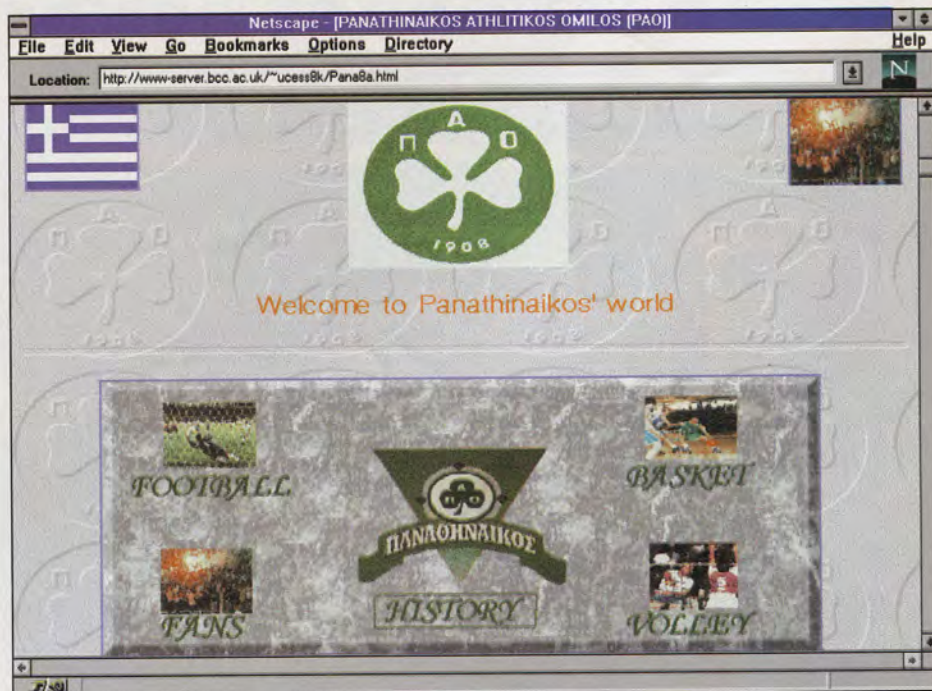 Netscape - [PANATHINAIKOS ATHLITIKOS OMILOS (PAO)]
File Edit View Go Bookmarks Options Directory Help
Location: http://www-server.bcc.ac.uk/~ucess8k/Pana8a.html
N
Π Α Ο
1908
Welcome to Panathinaikos' world
FOOTBALL
BASKET
ΠΑΟ
ΠΑΝΑΘΗΝΑΙΚΟΣ
FANS
HISTORY
VOLLEY